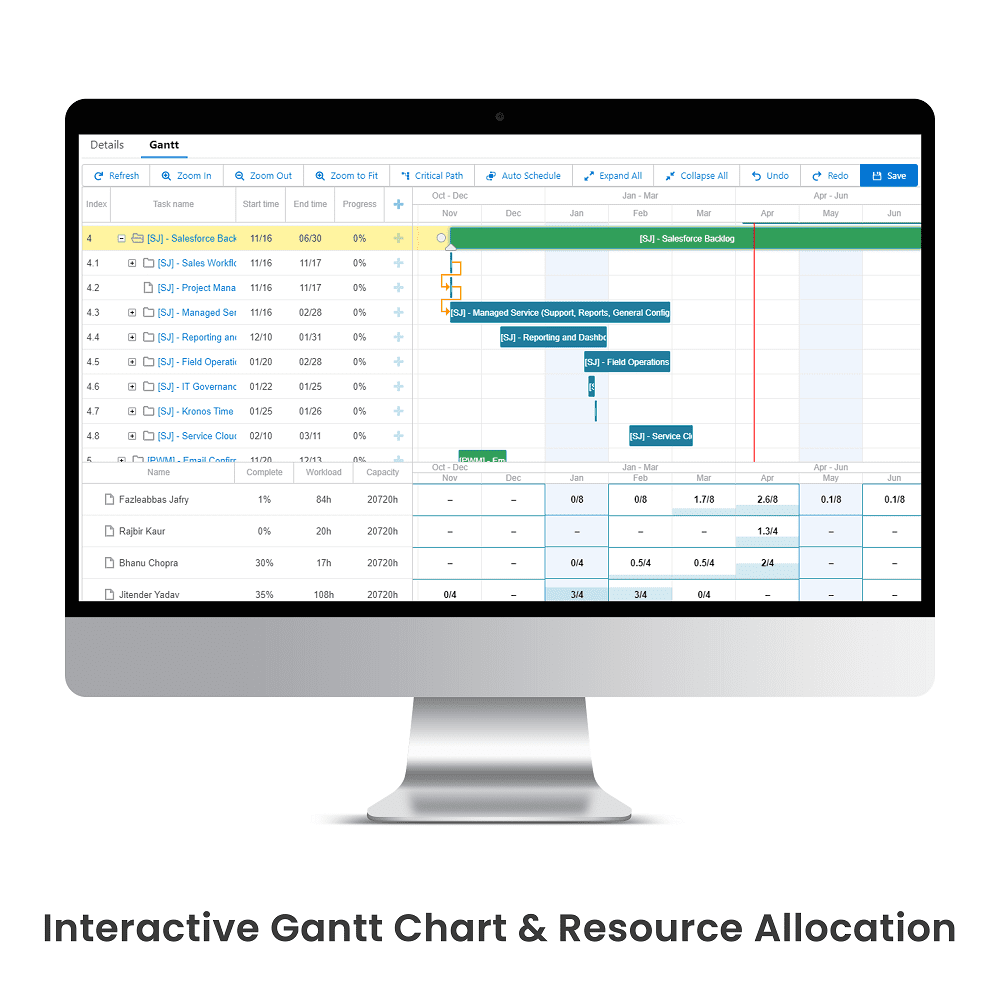 Details Gantt
Refresh Zoom In Zoom Out Zoom to Fit Critical Path Auto Schedule Expand All Collapse All Undo Redo Save
Index Task name Start time End time Progress
Oct - Dec Jan - Mar Apr - Jun
Nov Dec Jan Feb Mar Apr May Jun
4 [SJ] - Salesforce Back 11/16 06/30 0% [SJ] - Salesforce Backlog
4.1 [SJ] - Sales Workflo 11/16 11/17 0%
4.2 [SJ] - Project Mana 11/16 11/17 0%
4.3 [SJ] - Managed Ser 11/16 02/28 0% [SJ] - Managed Service (Support, Reports, General Config
4.4 [SJ] - Reporting and 12/10 01/31 0% [SJ] - Reporting and Dashbo
4.5 [SJ] - Field Operati 01/20 02/28 0% [SJ] - Field Operations
4.6 [SJ] - IT Governanc 01/22 01/25 0% [S
4.7 [SJ] - Kronos Time 01/25 01/26 0%
4.8 [SJ] - Service Cloud 02/10 03/11 0% [SJ] - Service Cl
5 [PWM] - Email Confirm 11/20 12/13 0% [PWM] - Em
Name Complete Workload Capacity
Oct - Dec Jan - Mar Apr - Jun
Nov Dec Jan Feb Mar Apr May Jun
Fazleabbas Jafry 1% 84h 20720h – – 0/8 0/8 1.7/8 2.6/8 0.1/8 0.1/8
Rajbir Kaur 0% 20h 20720h – – – – – 1.3/4 – –
Bhanu Chopra 30% 17h 20720h – – 0/4 0.5/4 0.5/4 2/4 – –
Jitender Yadav 35% 108h 20720h 0/4 – 3/4 3/4 0/4 – – –
Interactive Gantt Chart & Resource Allocation